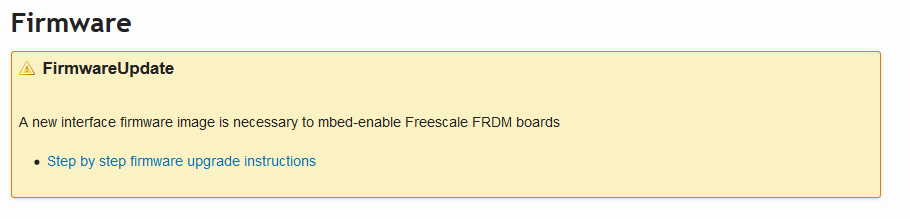 Firmware
FirmwareUpdate
A new interface firmware image is necessary to mbed-enable Freescale FRDM boards
Step by step firmware upgrade instructions